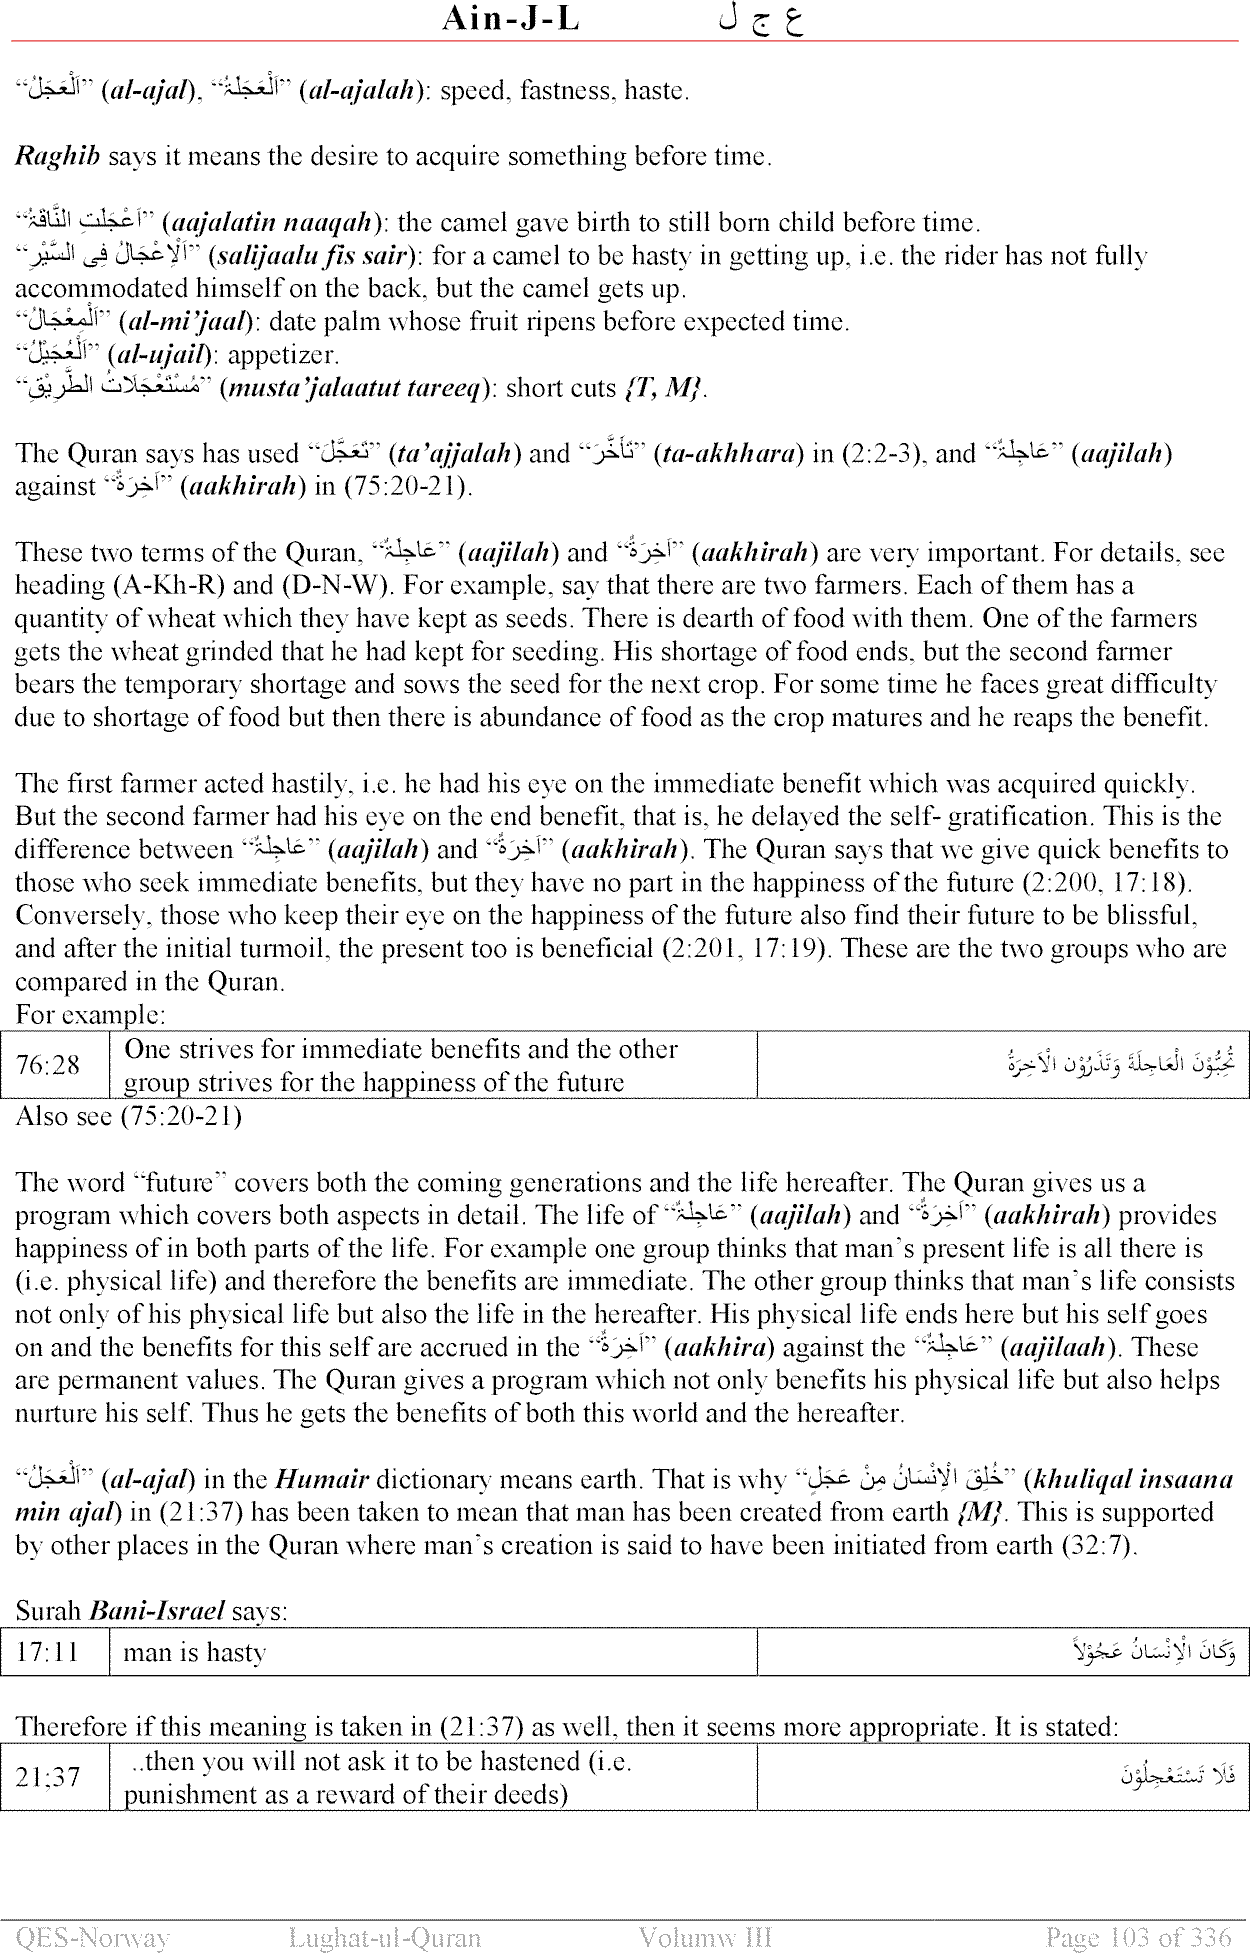 Ain-J-L ع ج ل
“اَلْعَجَلُ” (al-ajal), “اَلْعَجَلَۃُ” (al-ajalah): speed, fastness, haste.
Raghib says it means the desire to acquire something before time.
“اَعْجَلَتِ النَّاقَۃُ” (aajalatin naaqah): the camel gave birth to still born child before time.
“اَلْاِعْجَالُ فِی السَّیْرِ” (salijaalu fis sair): for a camel to be hasty in getting up, i.e. the rider has not fully
accommodated himself on the back, but the camel gets up.
“اَلْمِعْجَالُ” (al-mi’jaal): date palm whose fruit ripens before expected time.
“اَلْعُجَیْلُ” (al-ujail): appetizer.
“مُسْتَعْجَلَاتُ الطَّرِیْقِ” (musta’jalaatut tareeq): short cuts {T, M}.
The Quran says has used “تَعَجَّلَ” (ta’ajjalah) and “تَأَخَّرَ” (ta-akhhara) in (2:2-3), and “عَاجِلَۃٌ” (aajilah)
against “آخِرَۃٌ” (aakhirah) in (75:20-21).
These two terms of the Quran, “عَاجِلَۃٌ” (aajilah) and “آخِرَۃٌ” (aakhirah) are very important. For details, see
heading (A-Kh-R) and (D-N-W). For example, say that there are two farmers. Each of them has a
quantity of wheat which they have kept as seeds. There is dearth of food with them. One of the farmers
gets the wheat grinded that he had kept for seeding. His shortage of food ends, but the second farmer
bears the temporary shortage and sows the seed for the next crop. For some time he faces great difficulty
due to shortage of food but then there is abundance of food as the crop matures and he reaps the benefit.
The first farmer acted hastily, i.e. he had his eye on the immediate benefit which was acquired quickly.
But the second farmer had his eye on the end benefit, that is, he delayed the self- gratification. This is the
difference between “عَاجِلَۃٌ” (aajilah) and “آخِرَۃٌ” (aakhirah). The Quran says that we give quick benefits to
those who seek immediate benefits, but they have no part in the happiness of the future (2:200, 17:18).
Conversely, those who keep their eye on the happiness of the future also find their future to be blissful,
and after the initial turmoil, the present too is beneficial (2:201, 17:19). These are the two groups who are
compared in the Quran.
For example:
76:28 One strives for immediate benefits and the other تُحِبُّوْنَ الْعَاجِلَةَ وَتَذَرُوْنَ الْاٰخِرَةُ
group strives for the happiness of the future
Also see (75:20-21)
The word “future” covers both the coming generations and the life hereafter. The Quran gives us a
program which covers both aspects in detail. The life of “عَاجِلَۃٌ” (aajilah) and “آخِرَۃٌ” (aakhirah) provides
happiness of in both parts of the life. For example one group thinks that man’s present life is all there is
(i.e. physical life) and therefore the benefits are immediate. The other group thinks that man’s life consists
not only of his physical life but also the life in the hereafter. His physical life ends here but his self goes
on and the benefits for this self are accrued in the “آخِرَۃٌ” (aakhira) against the “عَاجِلَۃٌ” (aajilaah). These
are permanent values. The Quran gives a program which not only benefits his physical life but also helps
nurture his self. Thus he gets the benefits of both this world and the hereafter.
“اَلْعَجَلُ” (al-ajal) in the Humair dictionary means earth. That is why “خُلِقَ الْاِنْسَانُ مِنْ عَجَلٍ” (khuliqal insaana
min ajal) in (21:37) has been taken to mean that man has been created from earth {M}. This is supported
by other places in the Quran where man’s creation is said to have been initiated from earth (32:7).
Surah Bani-Israel says:
17:11 man is hasty وَكَانَ الْاِنْسَانُ عَجُوْلاً
Therefore if this meaning is taken in (21:37) as well, then it seems more appropriate. It is stated:
21;37 ..then you will not ask it to be hastened (i.e. فَلَا تَسْتَعْجِلُوْنَ
punishment as a reward of their deeds)
QES-Norway Lughat-ul-Quran Volumw III Page 103 of 336